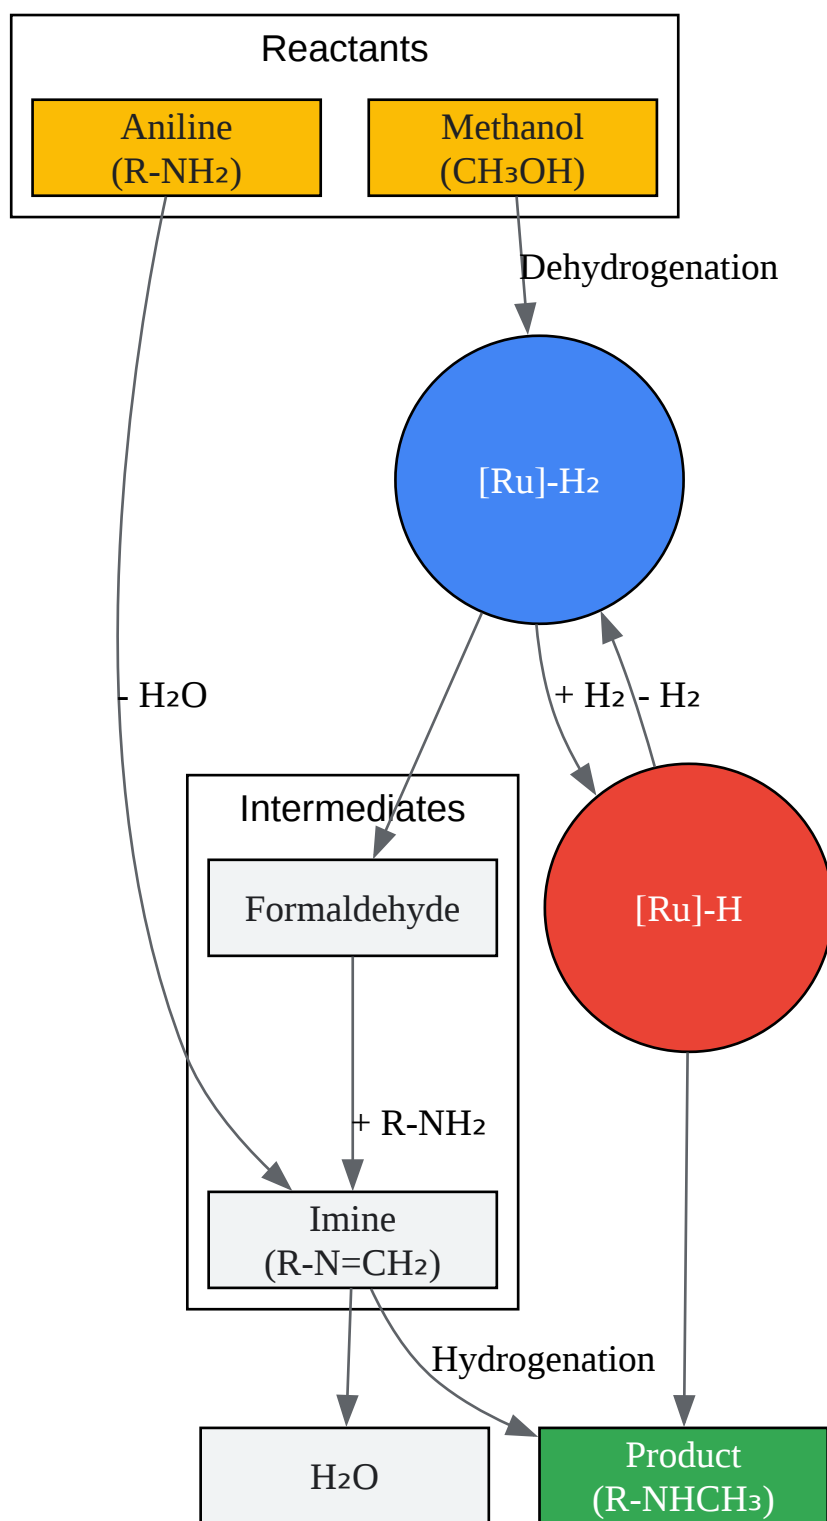 Reactants
Aniline
(R-NH₂)
Methanol
(CH₃OH)
Dehydrogenation
[Ru]-H₂
- H₂O
+ H₂
- H₂
Intermediates
Formaldehyde
[Ru]-H
+ R-NH₂
Imine
(R-N=CH₂)
Hydrogenation
H₂O
Product
(R-NHCH₃)